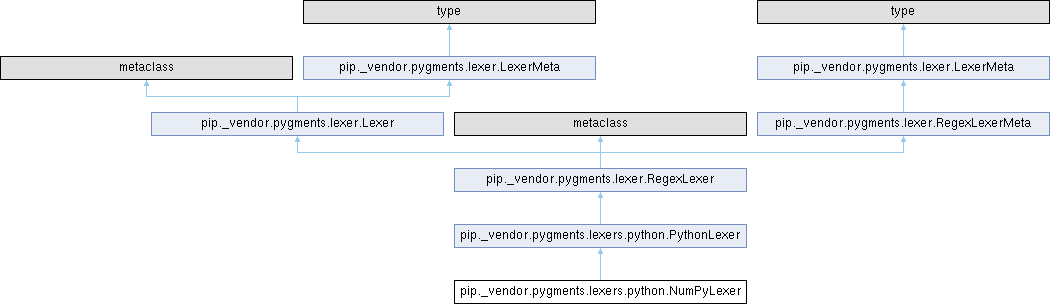 type
type
metaclass
pip._vendor.pygments.lexer.LexerMeta
pip._vendor.pygments.lexer.LexerMeta
pip._vendor.pygments.lexer.Lexer
metaclass
pip._vendor.pygments.lexer.RegexLexerMeta
pip._vendor.pygments.lexer.RegexLexer
pip._vendor.pygments.lexers.python.PythonLexer
pip._vendor.pygments.lexers.python.NumPyLexer